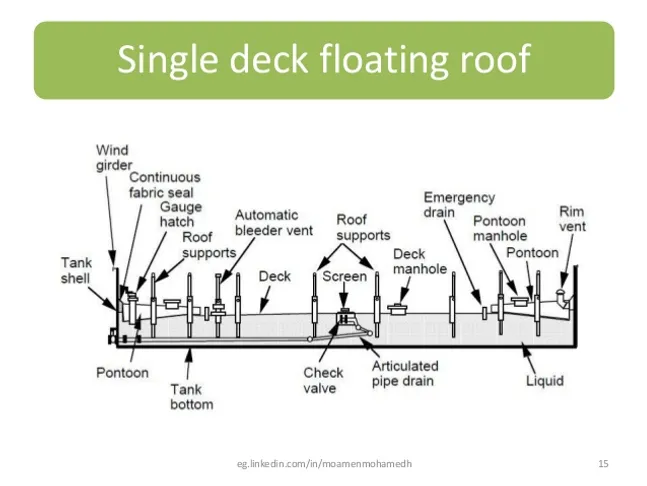 Single deck floating roof
Wind
girder
Continuous
fabric seal
Gauge
hatch
Roof
supports
Automatic
bleeder vent
Roof
supports
Emergency
drain
Pontoon
manhole
Rim
vent
Tank
shell
Deck
Screen
Deck
manhole
Pontoon
Pontoon
Tank
bottom
Check
valve
Articulated
pipe drain
Liquid
eg.linkedin.com/in/moamenmohamedh
15